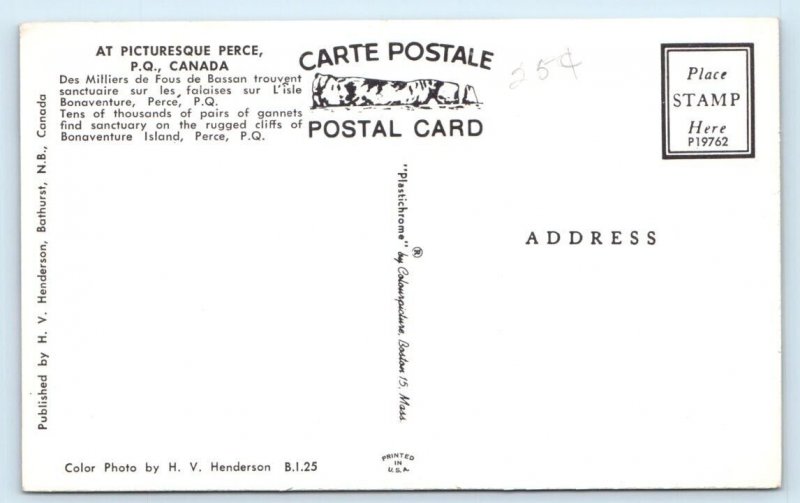 AT PICTURESQUE PERCE,
P.Q., CANADA
Des Milliers de Fous de Bassan trouvent
sanctuaire sur les falaises sur L'isle
Bonaventure, Perce, P.Q.
Tens of thousands of pairs of gannets
find sanctuary on the rugged cliffs of
Bonaventure Island, Perce, P.Q.
CARTE POSTALE
POSTAL CARD
25¢
Place
STAMP
Here
P19762
ADDRESS
Published by H. V. Henderson, Bathurst, N.B., Canada
"Plastichrome"® by Colourpicture, Boston 15, Mass
Color Photo by H. V. Henderson B.I.25
PRINTED
IN
U.S.A.